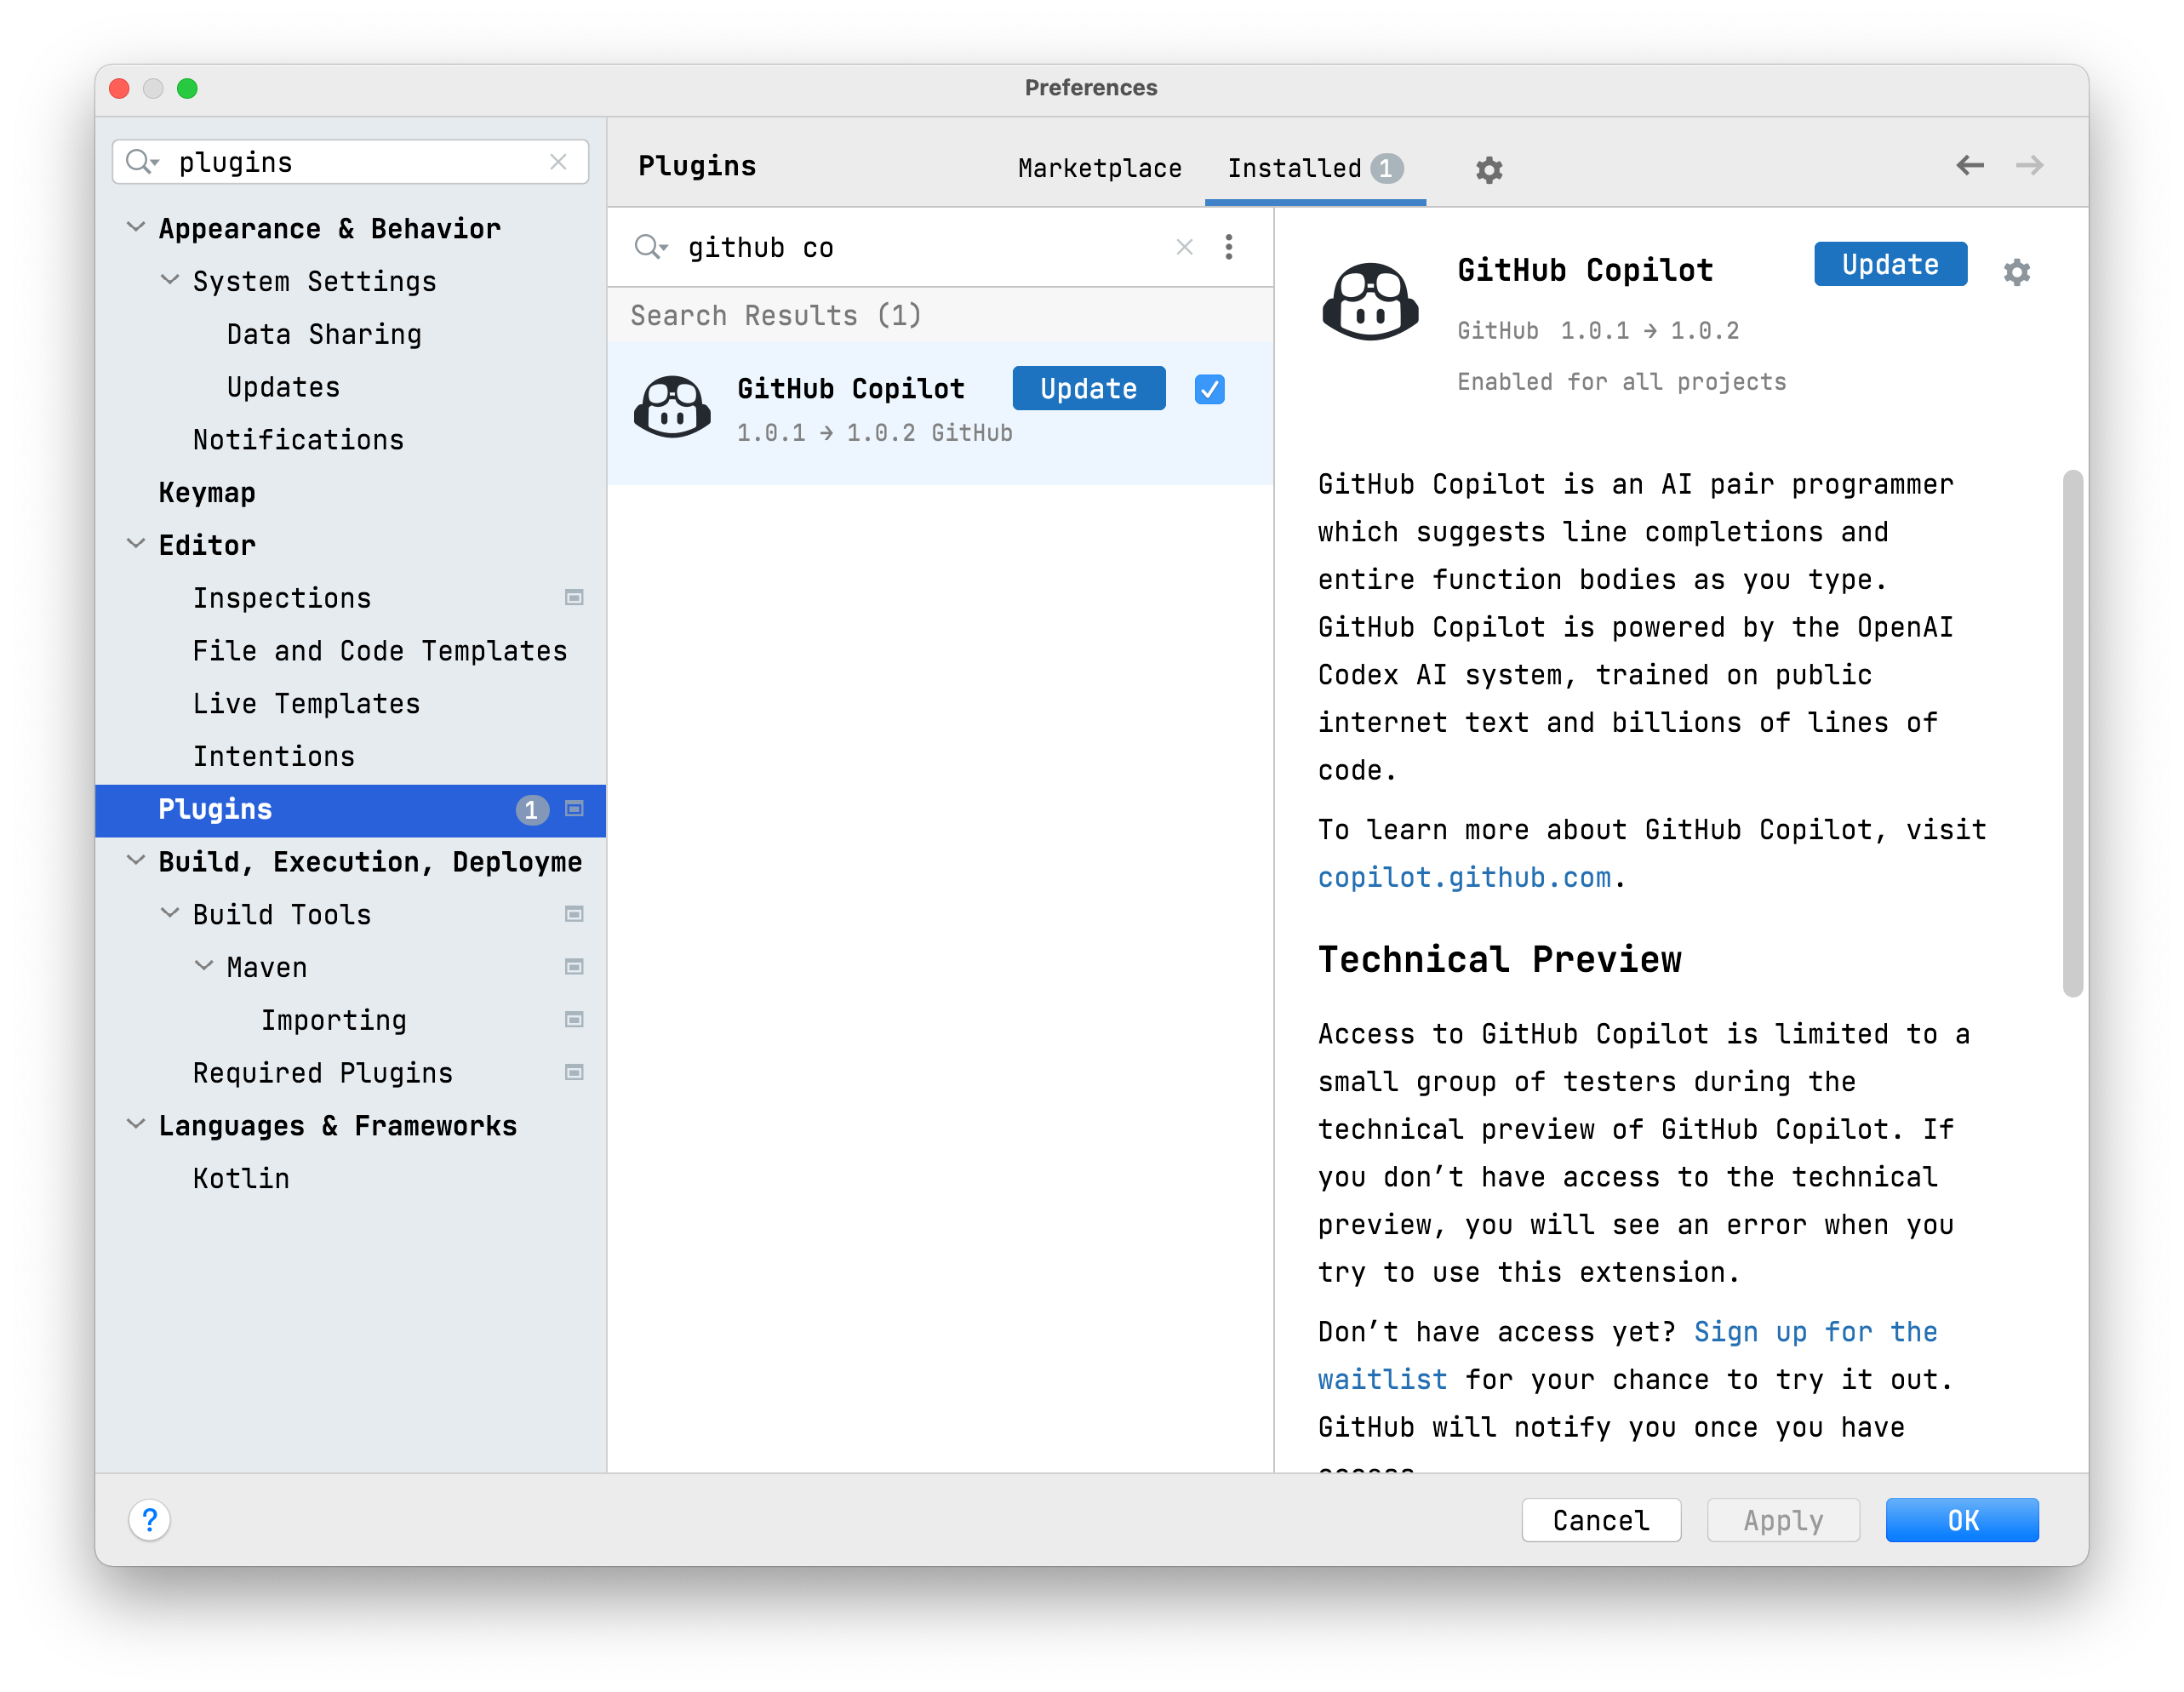 Preferences
plugins
Appearance & Behavior
System Settings
Data Sharing
Updates
Notifications
Keymap
Editor
Inspections
File and Code Templates
Live Templates
Intentions
Plugins 1
Build, Execution, Deployme
Build Tools
Maven
Importing
Required Plugins
Languages & Frameworks
Kotlin
Plugins Marketplace Installed 1
github co
Search Results (1)
GitHub Copilot Update
1.0.1 → 1.0.2 GitHub
GitHub Copilot Update
GitHub 1.0.1 → 1.0.2
Enabled for all projects
GitHub Copilot is an AI pair programmer
which suggests line completions and
entire function bodies as you type.
GitHub Copilot is powered by the OpenAI
Codex AI system, trained on public
internet text and billions of lines of
code.
To learn more about GitHub Copilot, visit
copilot.github.com.
Technical Preview
Access to GitHub Copilot is limited to a
small group of testers during the
technical preview of GitHub Copilot. If
you don’t have access to the technical
preview, you will see an error when you
try to use this extension.
Don’t have access yet? Sign up for the
waitlist for your chance to try it out.
GitHub will notify you once you have
? Cancel Apply OK